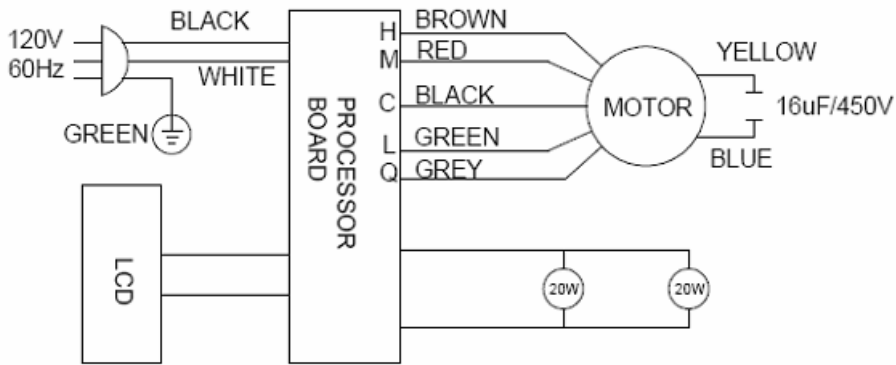 BLACK
120V
60Hz
WHITE
GREEN
PROCESSOR
BOARD
H BROWN
M RED
C BLACK
L GREEN
Q GREY
MOTOR
YELLOW
16uF/450V
BLUE
LCD
20W
20W